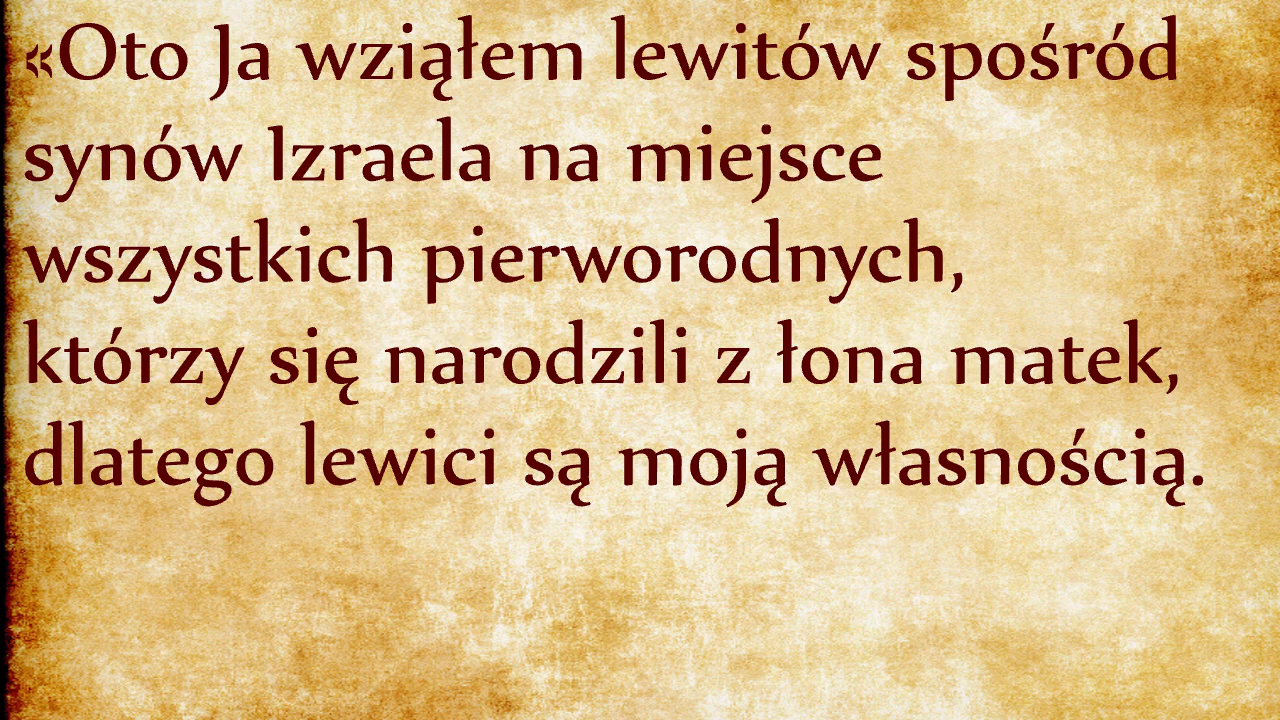 «Oto Ja wziąłem lewitów spośród
synów Izraela na miejsce
wszystkich pierworodnych,
którzy się narodzili z łona matek,
dlatego lewici są moją własnością.